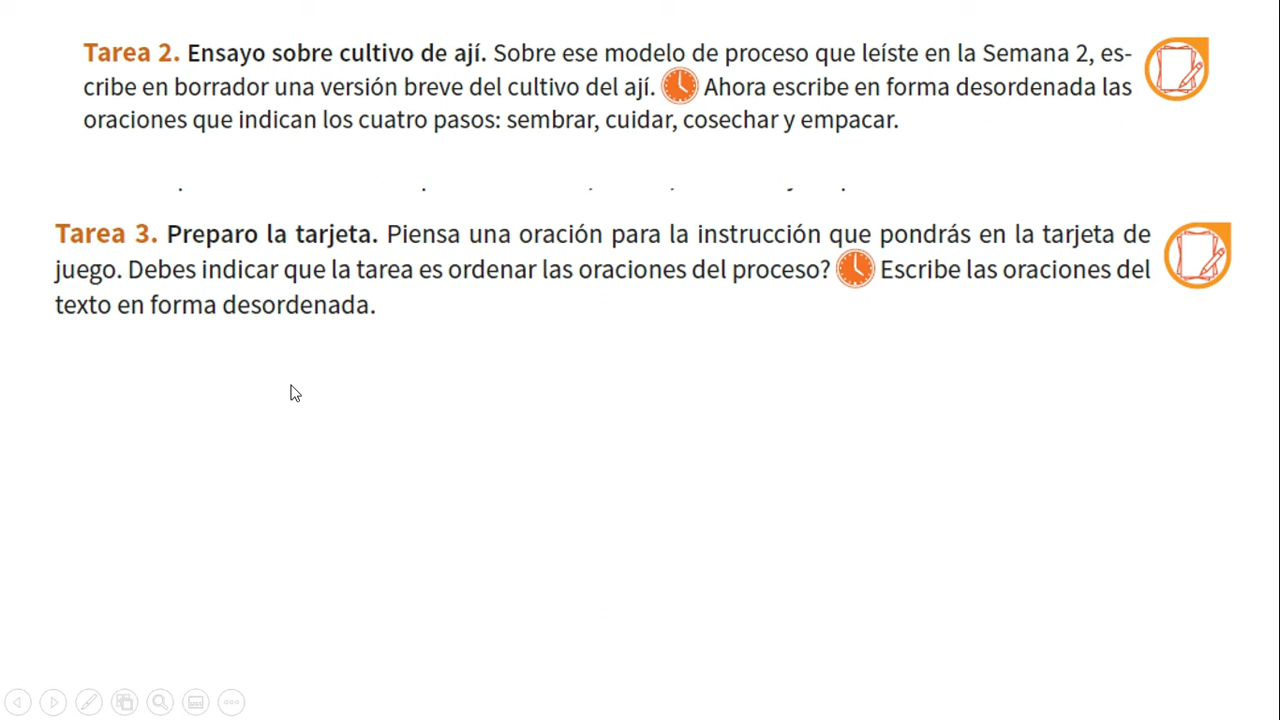 Tarea 2. Ensayo sobre cultivo de ají. Sobre ese modelo de proceso que leíste en la Semana 2, es-
cribe en borrador una versión breve del cultivo del ají. Ahora escribe en forma desordenada las
oraciones que indican los cuatro pasos: sembrar, cuidar, cosechar y empacar.
Tarea 3. Preparo la tarjeta. Piensa una oración para la instrucción que pondrás en la tarjeta de
juego. Debes indicar que la tarea es ordenar las oraciones del proceso? Escribe las oraciones del
texto en forma desordenada.